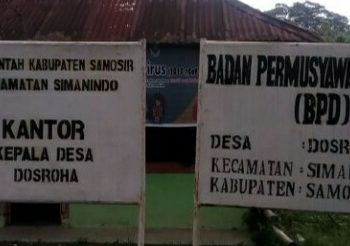 NTAH KABUPATEN SAMOSIR
AMATAN SIMANINDO
KANTOR
KEPALA DESA
DOSROHA
BADAN PERMUSYAWA
(BPD)
DESA : DOSR
KECAMATAN : SIMA
KABUPATEN : SAMO